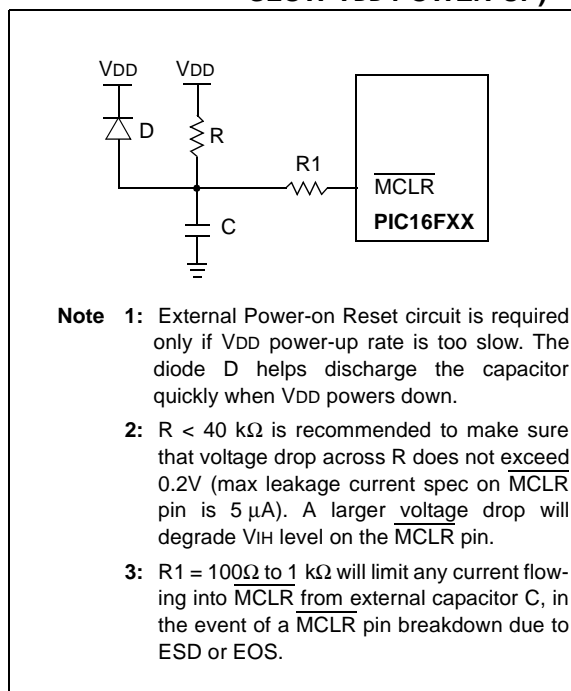 VDD VDD
D
R
R1
MCLR
PIC16FXX
C
Note 1: External Power-on Reset circuit is required
only if VDD power-up rate is too slow. The
diode D helps discharge the capacitor
quickly when VDD powers down.
2: R < 40 kΩ is recommended to make sure
that voltage drop across R does not exceed
0.2V (max leakage current spec on MCLR
pin is 5 μA). A larger voltage drop will
degrade VIH level on the MCLR pin.
3: R1 = 100Ω to 1 kΩ will limit any current flow-
ing into MCLR from external capacitor C, in
the event of a MCLR pin breakdown due to
ESD or EOS.